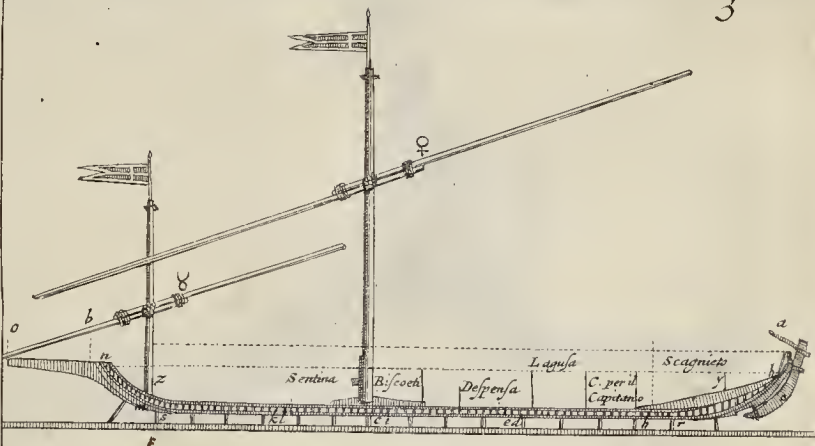 3
♀
♉
o
b
a
n
Sentina
Biscoti
Despensa
Lagusa
C. per il
Capitanio
Scagnieto
y
h
z
s
k l
c t
e d
h r